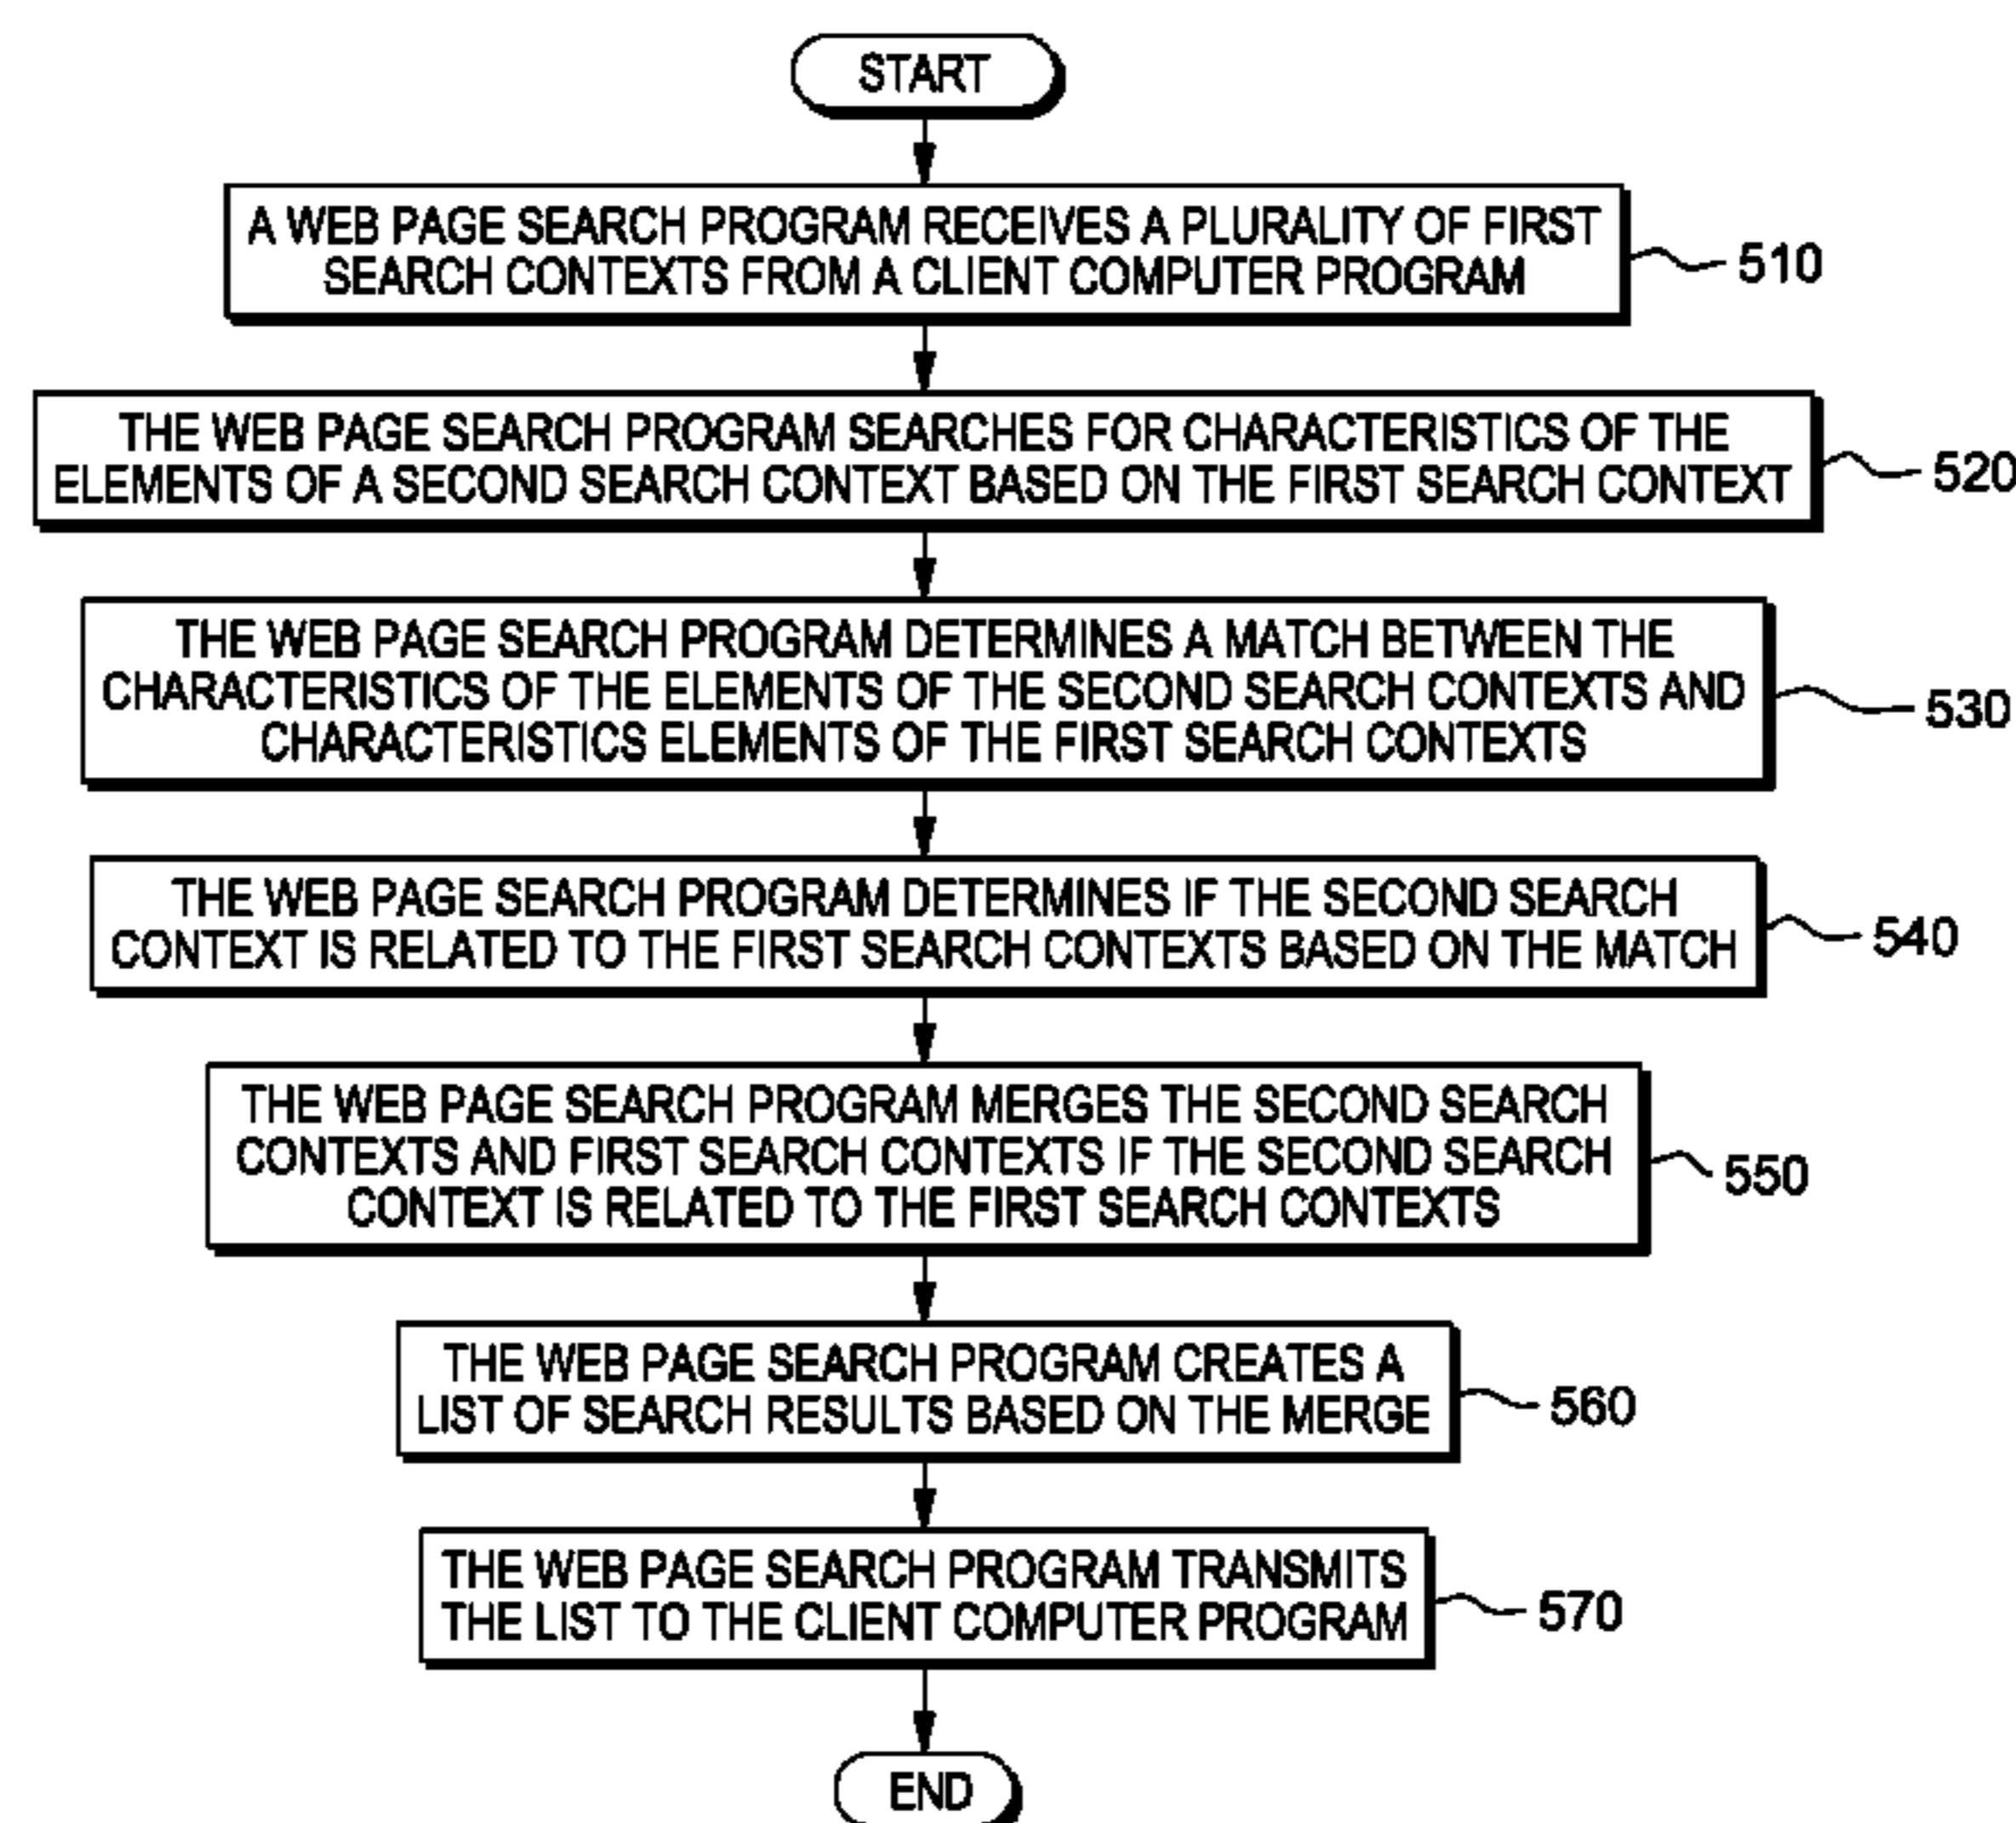 START
A WEB PAGE SEARCH PROGRAM RECEIVES A PLURALITY OF FIRST
SEARCH CONTEXTS FROM A CLIENT COMPUTER PROGRAM
510
THE WEB PAGE SEARCH PROGRAM SEARCHES FOR CHARACTERISTICS OF THE
ELEMENTS OF A SECOND SEARCH CONTEXT BASED ON THE FIRST SEARCH CONTEXT
520
THE WEB PAGE SEARCH PROGRAM DETERMINES A MATCH BETWEEN THE
CHARACTERISTICS OF THE ELEMENTS OF THE SECOND SEARCH CONTEXTS AND
CHARACTERISTICS ELEMENTS OF THE FIRST SEARCH CONTEXTS
530
THE WEB PAGE SEARCH PROGRAM DETERMINES IF THE SECOND SEARCH
CONTEXT IS RELATED TO THE FIRST SEARCH CONTEXTS BASED ON THE MATCH
540
THE WEB PAGE SEARCH PROGRAM MERGES THE SECOND SEARCH
CONTEXTS AND FIRST SEARCH CONTEXTS IF THE SECOND SEARCH
CONTEXT IS RELATED TO THE FIRST SEARCH CONTEXTS
550
THE WEB PAGE SEARCH PROGRAM CREATES A
LIST OF SEARCH RESULTS BASED ON THE MERGE
560
THE WEB PAGE SEARCH PROGRAM TRANSMITS
THE LIST TO THE CLIENT COMPUTER PROGRAM
570
END